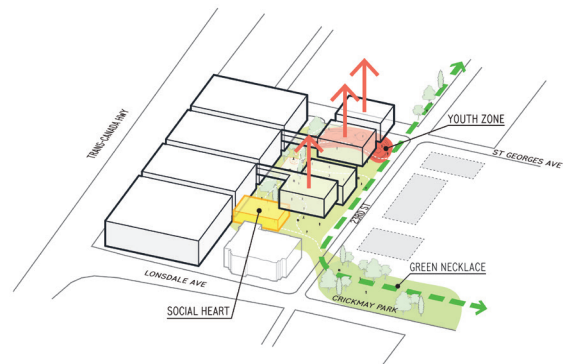 TRANS-CANADA HWY
YOUTH ZONE
ST GEORGES AVE
23RD ST
GREEN NECKLACE
LONSDALE AVE
CRICKMAY PARK
SOCIAL HEART